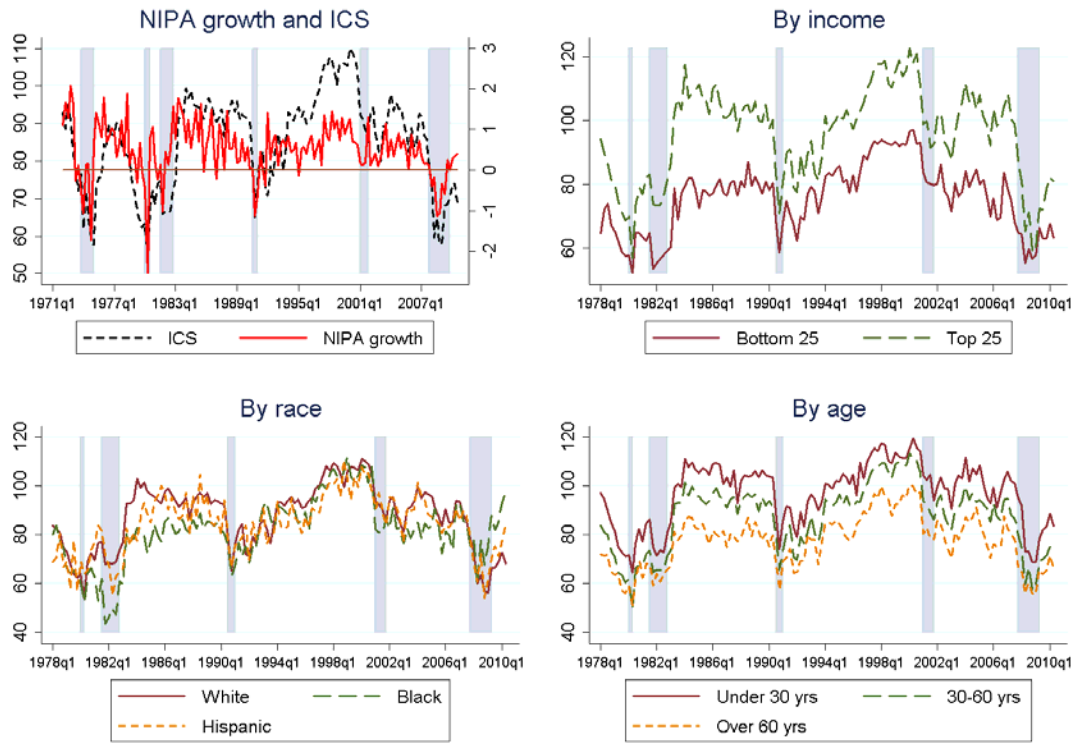 NIPA growth and ICS
110
100
90
80
70
60
50
3
2
1
0
-1
-2
1971q1 1977q1 1983q1 1989q1 1995q1 2001q1 2007q1
ICS NIPA growth
By income
120
100
80
60
1978q1 1982q1 1986q1 1990q1 1994q1 1998q1 2002q1 2006q1 2010q1
Bottom 25 Top 25
By race
120
100
80
60
40
1978q1 1982q1 1986q1 1990q1 1994q1 1998q1 2002q1 2006q1 2010q1
White Black
Hispanic
By age
120
100
80
60
40
1978q1 1982q1 1986q1 1990q1 1994q1 1998q1 2002q1 2006q1 2010q1
Under 30 yrs 30-60 yrs
Over 60 yrs